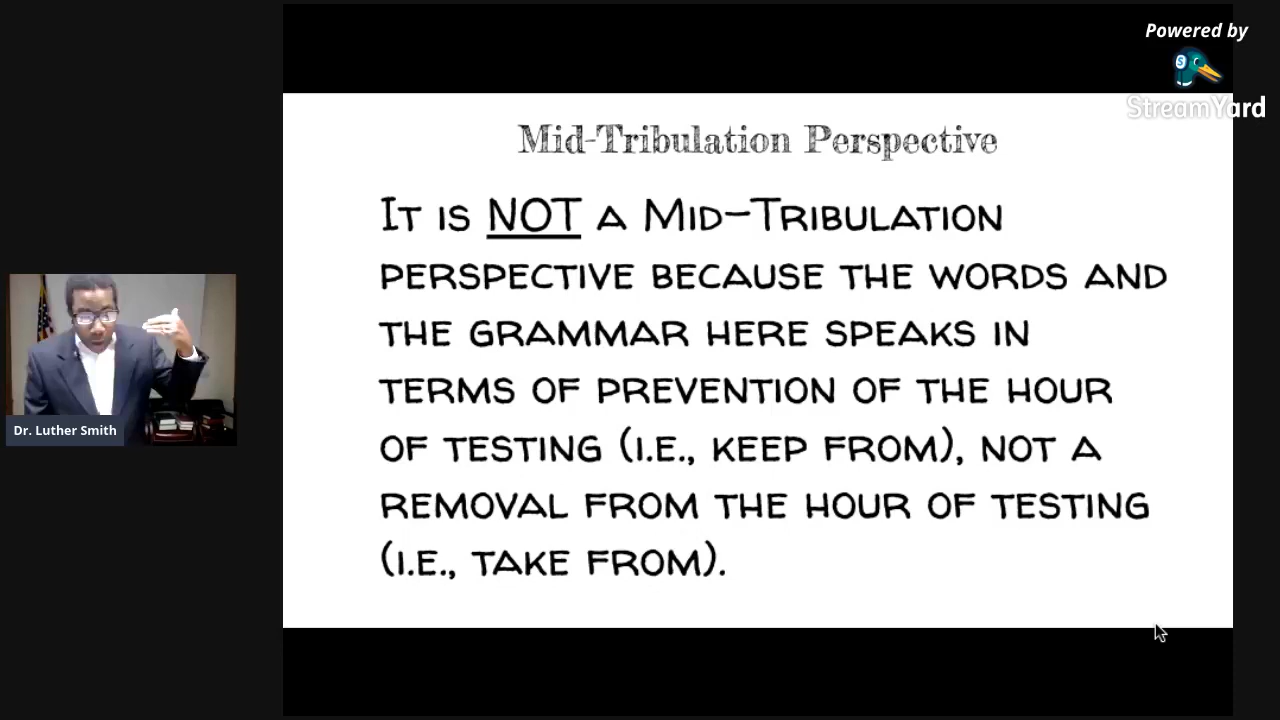 Powered by
StreamYard
Mid-Tribulation Perspective
It is NOT a Mid-Tribulation
perspective because the words and
the grammar here speaks in
terms of prevention of the hour
of testing (i.e., keep from), not a
removal from the hour of testing
(i.e., take from).
Dr. Luther Smith